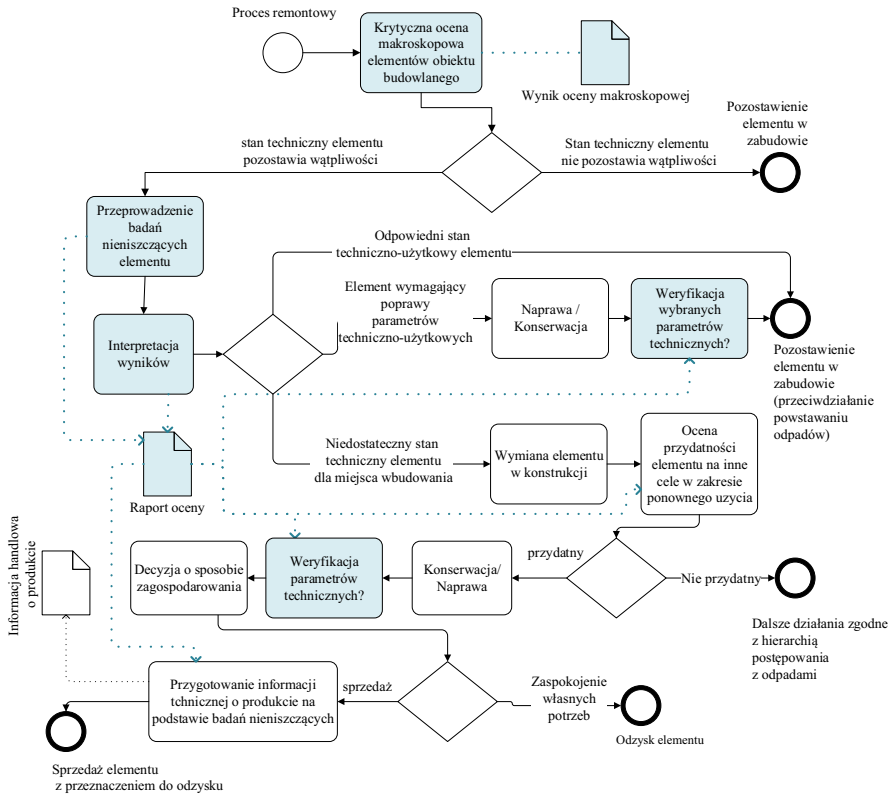 Proces remontowy
Krytyczna ocena
makroskopowa
elementów obiektu
budowlanego
Wynik oceny makroskopowej
Pozostawienie
elementu w
zabudowie
stan techniczny elementu
pozostawia wątpliwości
Stan techniczny elementu
nie pozostawia wątpliwości
Przeprowadzenie
badań
nieniszczących
elementu
Odpowiedni stan
techniczno-użytkowy elementu
Element wymagający
poprawy
parametrów
techniczno-użytkowych
Naprawa /
Konserwacja
Weryfikacja
wybranych
parametrów
technicznych?
Interpretacja
wyników
Pozostawienie
elementu w
zabudowie
(przeciwdziałanie
powstawaniu
odpadów)
Niedostateczny stan
techniczny elementu
dla miejsca wbudowania
Wymiana elementu
w konstrukcji
Ocena
przydatności
elementu na inne
cele w zakresie
ponownego uzycia
Raport oceny
Informacja handlowa
o produkcie
Decyzja o sposobie
zagospodarowania
Weryfikacja
parametrów
technicznych?
Konserwacja/
Naprawa
przydatny
Nie przydatny
Dalsze działania zgodne
z hierarchią
postępowania
z odpadami
Przygotowanie informacji
tchnicznej o produkcie na
podstawie badań nieniszczących
sprzedaż
Zaspokojenie
własnych
potrzeb
Odzysk elementu
Sprzedaż elementu
z przeznaczeniem do odzysku